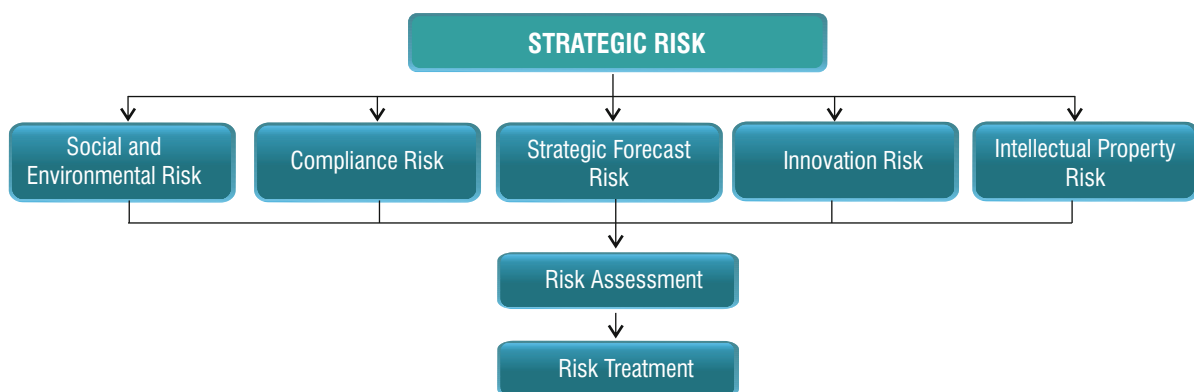 STRATEGIC RISK
Social and
Environmental Risk
Compliance Risk
Strategic Forecast
Risk
Innovation Risk
Intellectual Property
Risk
Risk Assessment
Risk Treatment